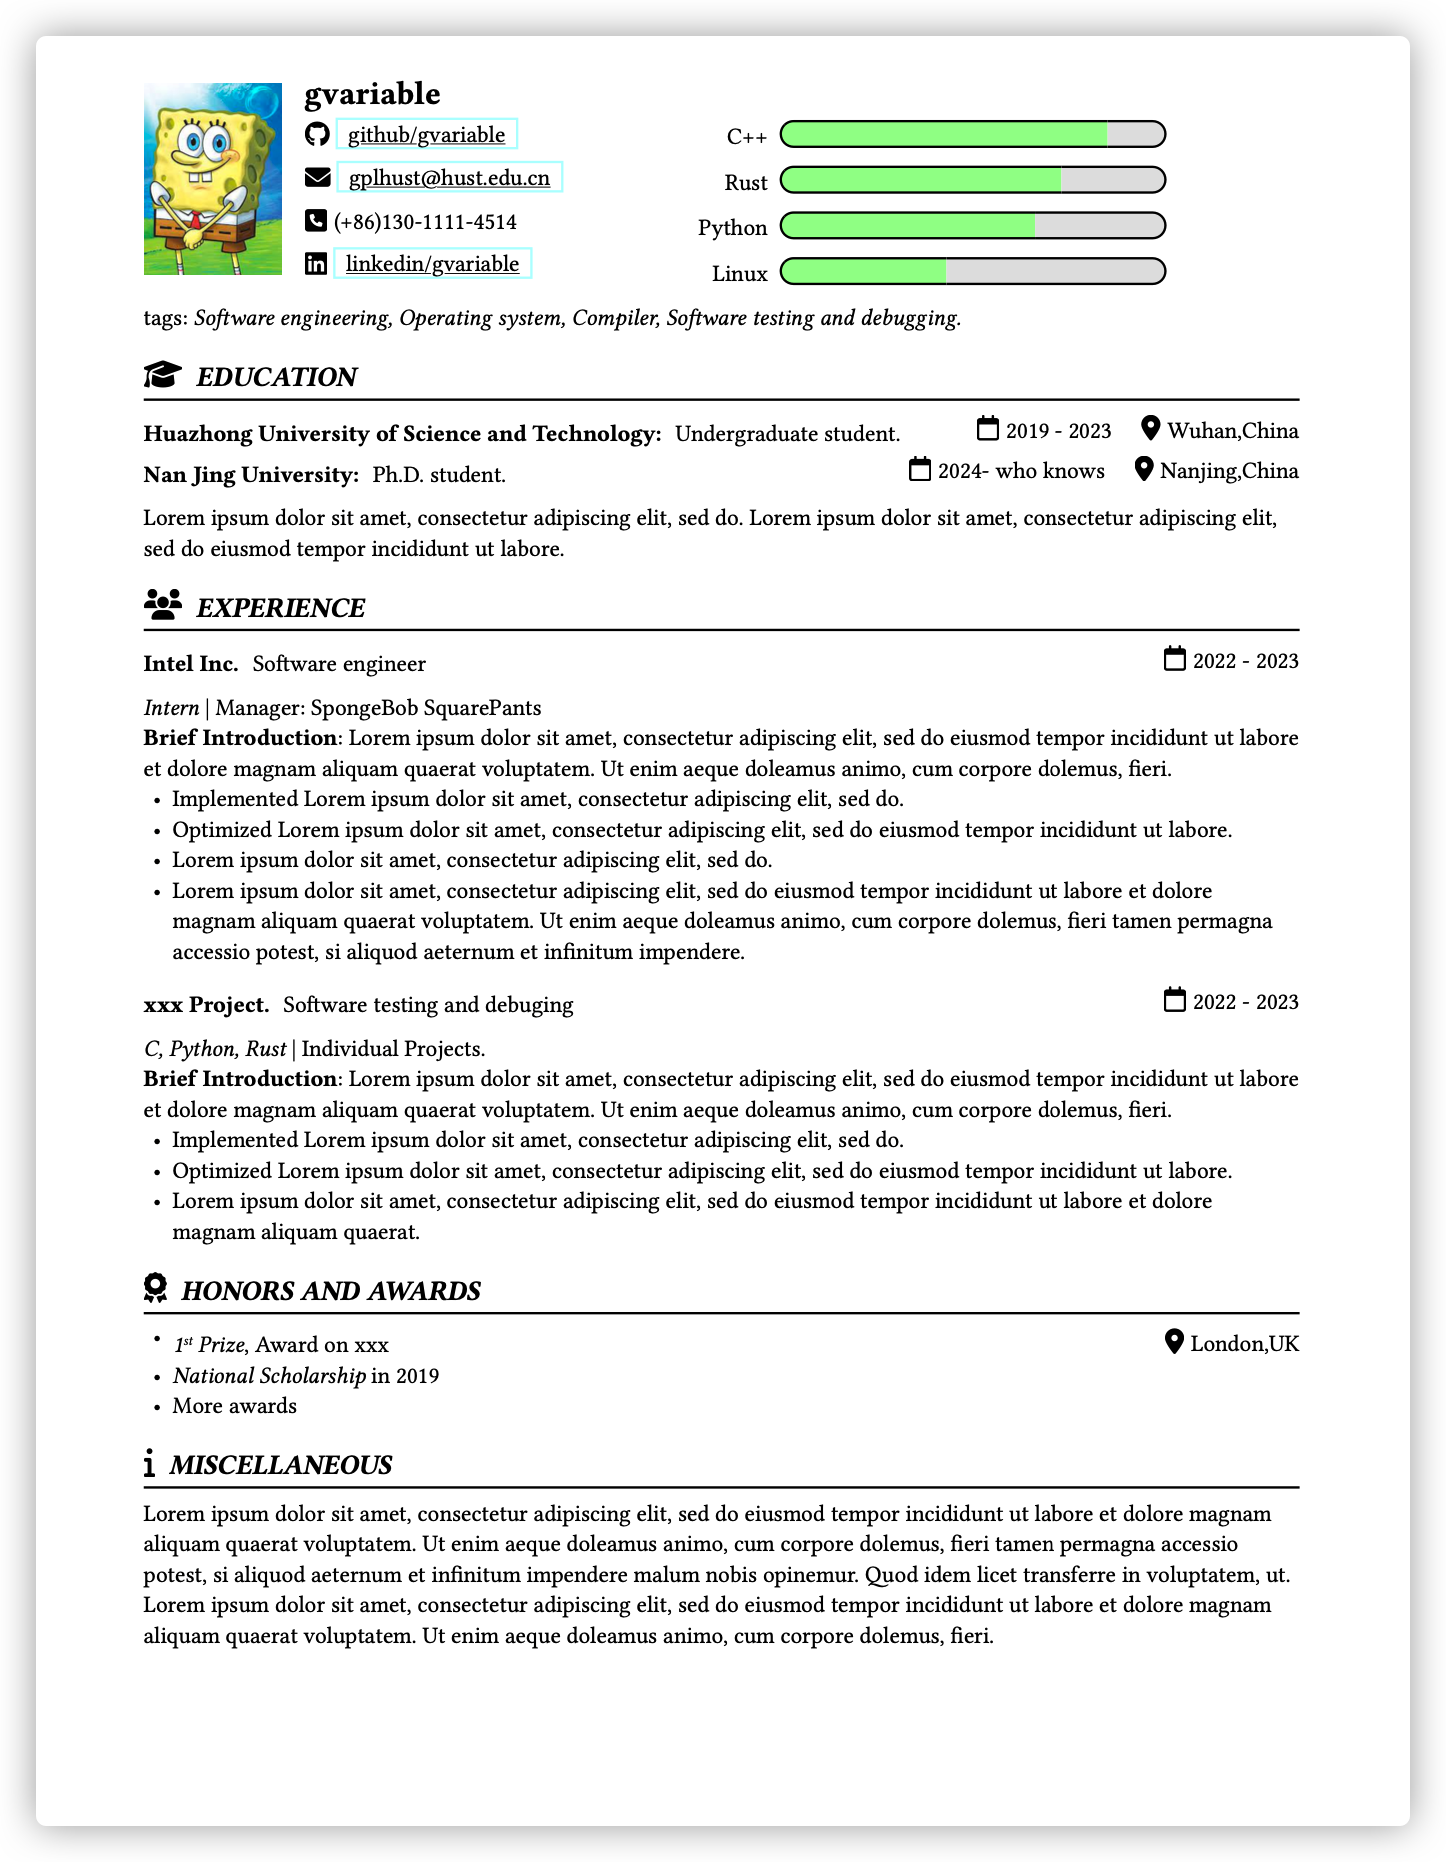 gvariable
github/gvariable
gplhust@hust.edu.cn
(+86)130-1111-4514
linkedin/gvariable
C++
Rust
Python
Linux
tags: Software engineering, Operating system, Compiler, Software testing and debugging.
EDUCATION
Huazhong University of Science and Technology: Undergraduate student. 2019 - 2023 Wuhan,China
Nan Jing University: Ph.D. student. 2024- who knows Nanjing,China
Lorem ipsum dolor sit amet, consectetur adipiscing elit, sed do. Lorem ipsum dolor sit amet, consectetur adipiscing elit,
sed do eiusmod tempor incididunt ut labore.
EXPERIENCE
Intel Inc. Software engineer 2022 - 2023
Intern | Manager: SpongeBob SquarePants
Brief Introduction: Lorem ipsum dolor sit amet, consectetur adipiscing elit, sed do eiusmod tempor incididunt ut labore
et dolore magnam aliquam quaerat voluptatem. Ut enim aeque doleamus animo, cum corpore dolemus, fieri.
• Implemented Lorem ipsum dolor sit amet, consectetur adipiscing elit, sed do.
• Optimized Lorem ipsum dolor sit amet, consectetur adipiscing elit, sed do eiusmod tempor incididunt ut labore.
• Lorem ipsum dolor sit amet, consectetur adipiscing elit, sed do.
• Lorem ipsum dolor sit amet, consectetur adipiscing elit, sed do eiusmod tempor incididunt ut labore et dolore
magnam aliquam quaerat voluptatem. Ut enim aeque doleamus animo, cum corpore dolemus, fieri tamen permagna
accessio potest, si aliquod aeternum et infinitum impendere.
xxx Project. Software testing and debuging 2022 - 2023
C, Python, Rust | Individual Projects.
Brief Introduction: Lorem ipsum dolor sit amet, consectetur adipiscing elit, sed do eiusmod tempor incididunt ut labore
et dolore magnam aliquam quaerat voluptatem. Ut enim aeque doleamus animo, cum corpore dolemus, fieri.
• Implemented Lorem ipsum dolor sit amet, consectetur adipiscing elit, sed do.
• Optimized Lorem ipsum dolor sit amet, consectetur adipiscing elit, sed do eiusmod tempor incididunt ut labore.
• Lorem ipsum dolor sit amet, consectetur adipiscing elit, sed do eiusmod tempor incididunt ut labore et dolore
magnam aliquam quaerat.
HONORS AND AWARDS
• 1st Prize, Award on xxx London,UK
• National Scholarship in 2019
• More awards
MISCELLANEOUS
Lorem ipsum dolor sit amet, consectetur adipiscing elit, sed do eiusmod tempor incididunt ut labore et dolore magnam
aliquam quaerat voluptatem. Ut enim aeque doleamus animo, cum corpore dolemus, fieri tamen permagna accessio
potest, si aliquod aeternum et infinitum impendere malum nobis opinemur. Quod idem licet transferre in voluptatem, ut.
Lorem ipsum dolor sit amet, consectetur adipiscing elit, sed do eiusmod tempor incididunt ut labore et dolore magnam
aliquam quaerat voluptatem. Ut enim aeque doleamus animo, cum corpore dolemus, fieri.